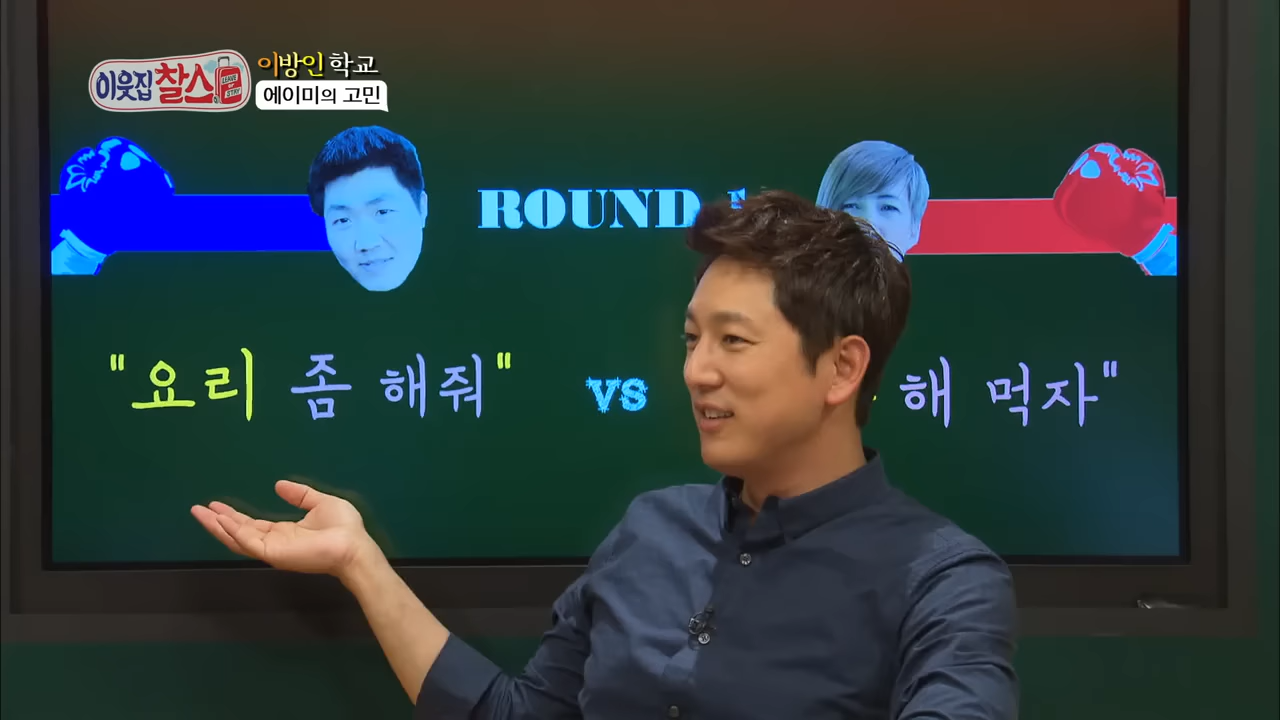 이웃집 찰스
LEAVE or STAY
이방인 학교
에이미의 고민
ROUND
"요리 좀 해줘" vs 해 먹자"